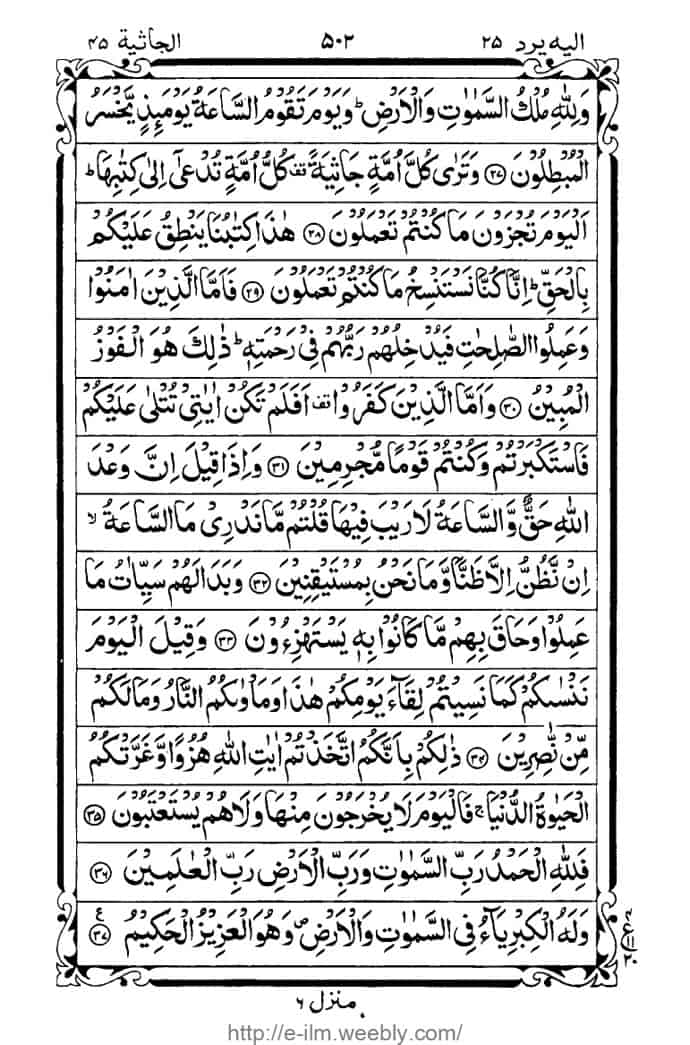 اليه يرد ٢٥ ٥٠٢ الجاثية ٤٥
وَلِلّٰهِ مُلْكُ السَّمٰوٰتِ وَالْاَرْضِ ؕ وَيَوْمَ تَقُوْمُ السَّاعَةُ يَوْمَئِذٍ يَّخْسَرُ
الْمُبْطِلُوْنَ ﴿٢٧﴾ وَتَرٰى كُلَّ اُمَّةٍ جَاثِيَةً ۫ كُلُّ اُمَّةٍ تُدْعٰۤى اِلٰى كِتٰبِهَا ؕ
اَلْيَوْمَ تُجْزَوْنَ مَا كُنْتُمْ تَعْمَلُوْنَ ﴿٢٨﴾ هٰذَا كِتٰبُنَا يَنْطِقُ عَلَيْكُمْ
بِالْحَقِّ ؕ اِنَّا كُنَّا نَسْتَنْسِخُ مَا كُنْتُمْ تَعْمَلُوْنَ ﴿٢٩﴾ فَاَمَّا الَّذِيْنَ اٰمَنُوْا
وَعَمِلُوا الصّٰلِحٰتِ فَيُدْخِلُهُمْ رَبُّهُمْ فِيْ رَحْمَتِهٖ ؕ ذٰلِكَ هُوَ الْفَوْزُ
الْمُبِيْنُ ﴿٣٠﴾ وَاَمَّا الَّذِيْنَ كَفَرُوْا ۫ اَفَلَمْ تَكُنْ اٰيٰتِيْ تُتْلٰى عَلَيْكُمْ
فَاسْتَكْبَرْتُمْ وَكُنْتُمْ قَوْمًا مُّجْرِمِيْنَ ﴿٣١﴾ وَاِذَا قِيْلَ اِنَّ وَعْدَ
اللّٰهِ حَقٌّ وَّالسَّاعَةُ لَا رَيْبَ فِيْهَا قُلْتُمْ مَّا نَدْرِيْ مَا السَّاعَةُ ۙ
اِنْ نَّظُنُّ اِلَّا ظَنًّا وَّمَا نَحْنُ بِمُسْتَيْقِنِيْنَ ﴿٣٢﴾ وَبَدَا لَهُمْ سَيِّاٰتُ مَا
عَمِلُوْا وَحَاقَ بِهِمْ مَّا كَانُوْا بِهٖ يَسْتَهْزِءُوْنَ ﴿٣٣﴾ وَقِيْلَ الْيَوْمَ
نَنْسٰىكُمْ كَمَا نَسِيْتُمْ لِقَآءَ يَوْمِكُمْ هٰذَا وَمَاْوٰىكُمُ النَّارُ وَمَا لَكُمْ
مِّنْ نّٰصِرِيْنَ ﴿٣٤﴾ ذٰلِكُمْ بِاَنَّكُمُ اتَّخَذْتُمْ اٰيٰتِ اللّٰهِ هُزُوًا وَّغَرَّتْكُمُ
الْحَيٰوةُ الدُّنْيَا ۚ فَالْيَوْمَ لَا يُخْرَجُوْنَ مِنْهَا وَلَا هُمْ يُسْتَعْتَبُوْنَ ﴿٣٥﴾
فَلِلّٰهِ الْحَمْدُ رَبِّ السَّمٰوٰتِ وَرَبِّ الْاَرْضِ رَبِّ الْعٰلَمِيْنَ ﴿٣٦﴾
وَلَهُ الْكِبْرِيَآءُ فِي السَّمٰوٰتِ وَالْاَرْضِ ۪ وَهُوَ الْعَزِيْزُ الْحَكِيْمُ ﴿٣٧﴾ ع
منزل ٦
http://e-ilm.weebly.com/